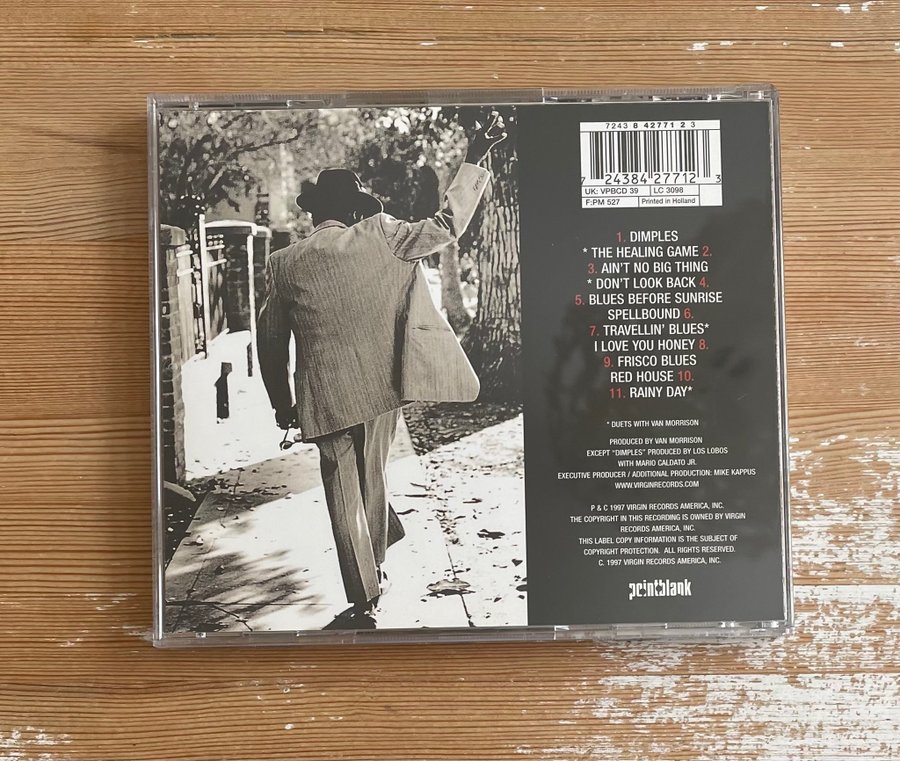 7243 8 42771 2 3
7 24384 27712 3
UK: VPBCD 39 LC 3098
F:PM 527 Printed in Holland
1. DIMPLES
* THE HEALING GAME 2.
3. AIN'T NO BIG THING
* DON'T LOOK BACK 4.
5. BLUES BEFORE SUNRISE
SPELLBOUND 6.
7. TRAVELLIN' BLUES*
I LOVE YOU HONEY 8.
9. FRISCO BLUES
RED HOUSE 10.
11. RAINY DAY*
* DUETS WITH VAN MORRISON
PRODUCED BY VAN MORRISON
EXCEPT "DIMPLES" PRODUCED BY LOS LOBOS
WITH MARIO CALDATO JR.
EXECUTIVE PRODUCER / ADDITIONAL PRODUCTION: MIKE KAPPUS
WWW.VIRGINRECORDS.COM
P & C 1997 VIRGIN RECORDS AMERICA, INC.
THE COPYRIGHT IN THIS RECORDING IS OWNED BY VIRGIN
RECORDS AMERICA, INC.
THIS LABEL COPY INFORMATION IS THE SUBJECT OF
COPYRIGHT PROTECTION. ALL RIGHTS RESERVED.
C. 1997 VIRGIN RECORDS AMERICA, INC.
pointblank